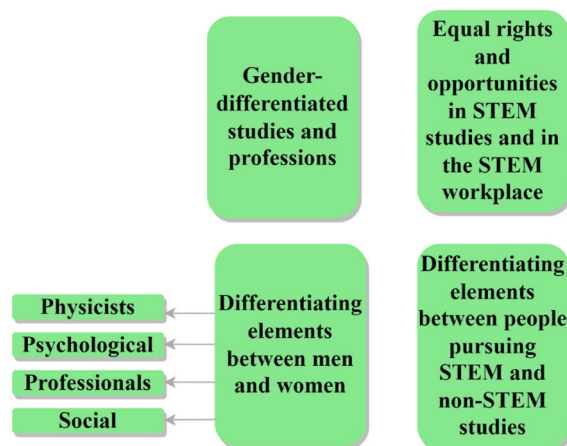 Gender-
differentiated
studies and
professions
Equal rights
and
opportunities
in STEM
studies and in
the STEM
workplace
Physicists
Psychological
Professionals
Social
Differentiating
elements
between men
and women
Differentiating
elements
between people
pursuing
STEM and
non-STEM
studies